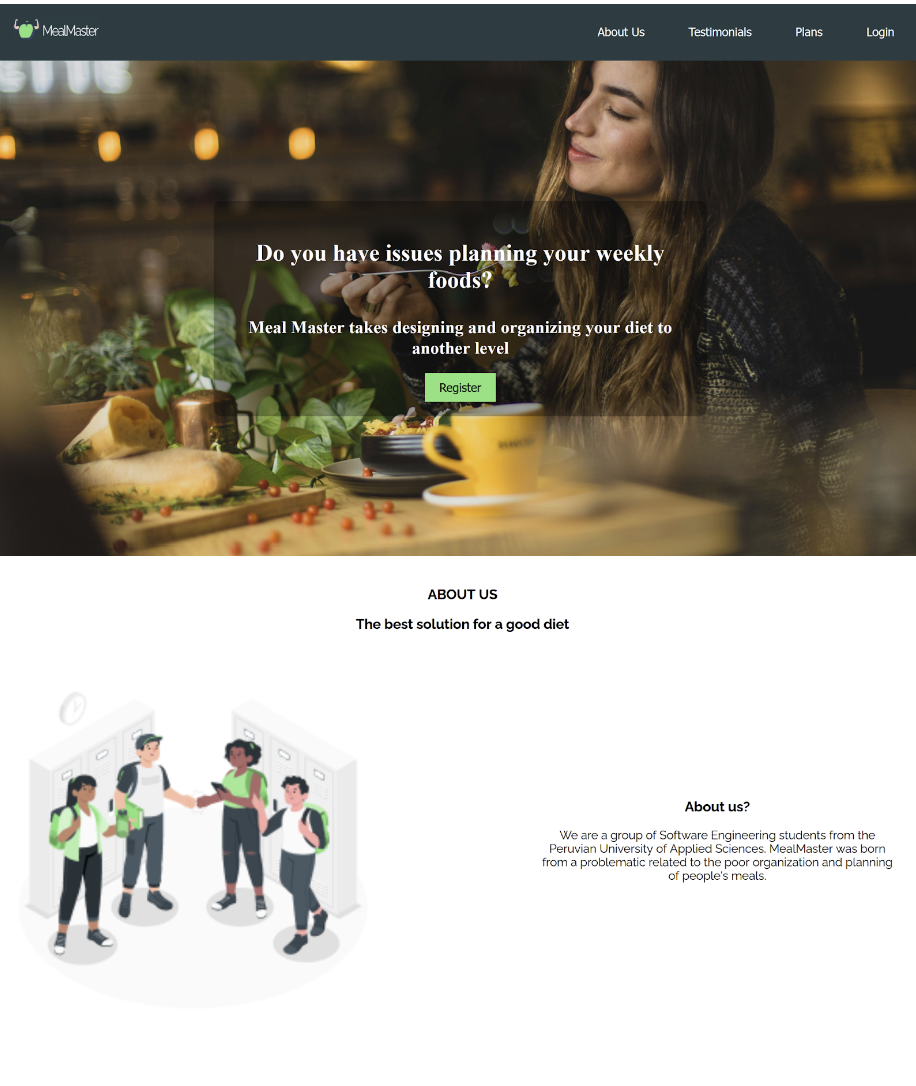 MealMaster
About Us Testimonials Plans Login
Do you have issues planning your weekly
foods?
Meal Master takes designing and organizing your diet to
another level
Register
ABOUT US
The best solution for a good diet
About us?
We are a group of Software Engineering students from the
Peruvian University of Applied Sciences. MealMaster was born
from a problematic related to the poor organization and planning
of people's meals.